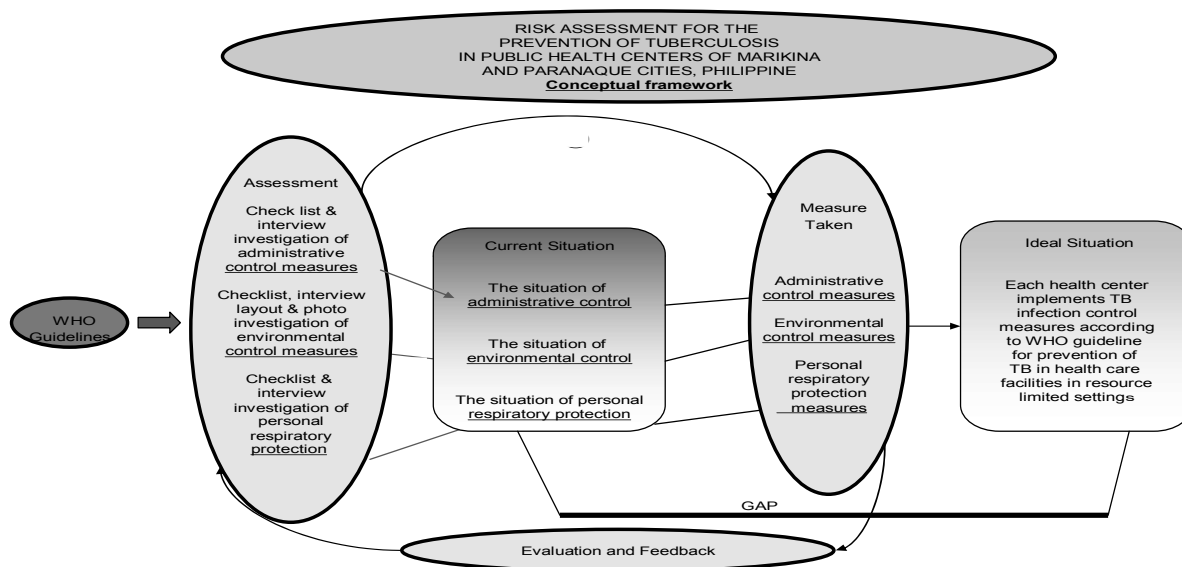 RISK ASSESSMENT FOR THE
PREVENTION OF TUBERCULOSIS
IN PUBLIC HEALTH CENTERS OF MARIKINA
AND PARANAQUE CITIES, PHILIPPINE
Conceptual framework
WHO
Guidelines
Assessment
Check list &
interview
investigation of
administrative
control measures
Checklist, interview
layout & photo
investigation of
environmental
control measures
Checklist &
interview
investigation of
personal
respiratory
protection
Current Situation
The situation of
administrative control
The situation of
environmental control
The situation of personal
respiratory protection
Measure
Taken
Administrative
control measures
Environmental
control measures
Personal
respiratory
protection
measures
Ideal Situation
Each health center
implements TB
infection control
measures according
to WHO guideline
for prevention of
TB in health care
facilities in resource
limited settings
GAP
Evaluation and Feedback